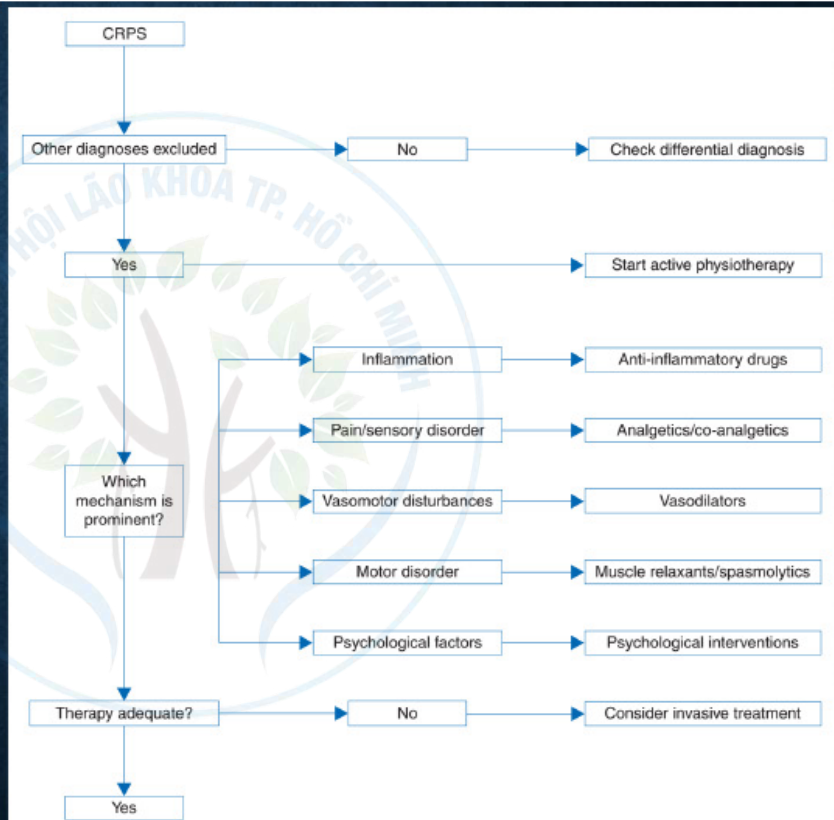 CRPS
Other diagnoses excluded
No
Check differential diagnosis
Yes
Start active physiotherapy
Inflammation
Anti-inflammatory drugs
Pain/sensory disorder
Analgetics/co-analgetics
Which
mechanism is
prominent?
Vasomotor disturbances
Vasodilators
Motor disorder
Muscle relaxants/spasmolytics
Psychological factors
Psychological interventions
Therapy adequate?
No
Consider invasive treatment
Yes
HỘI LÃO KHOA TP. HỒ CHÍ MINH